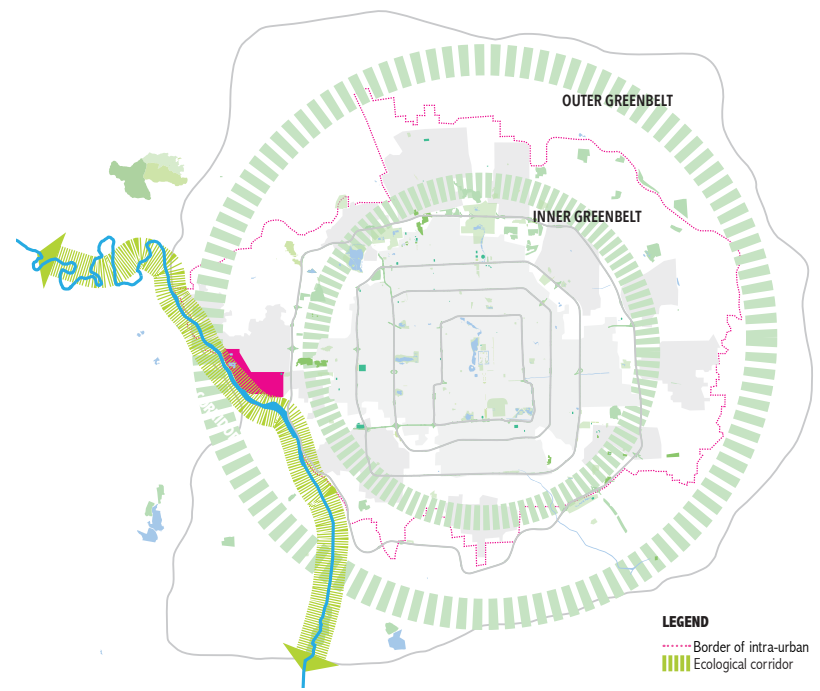 OUTER GREENBELT
INNER GREENBELT
LEGEND
Border of intra-urban
Ecological corridor